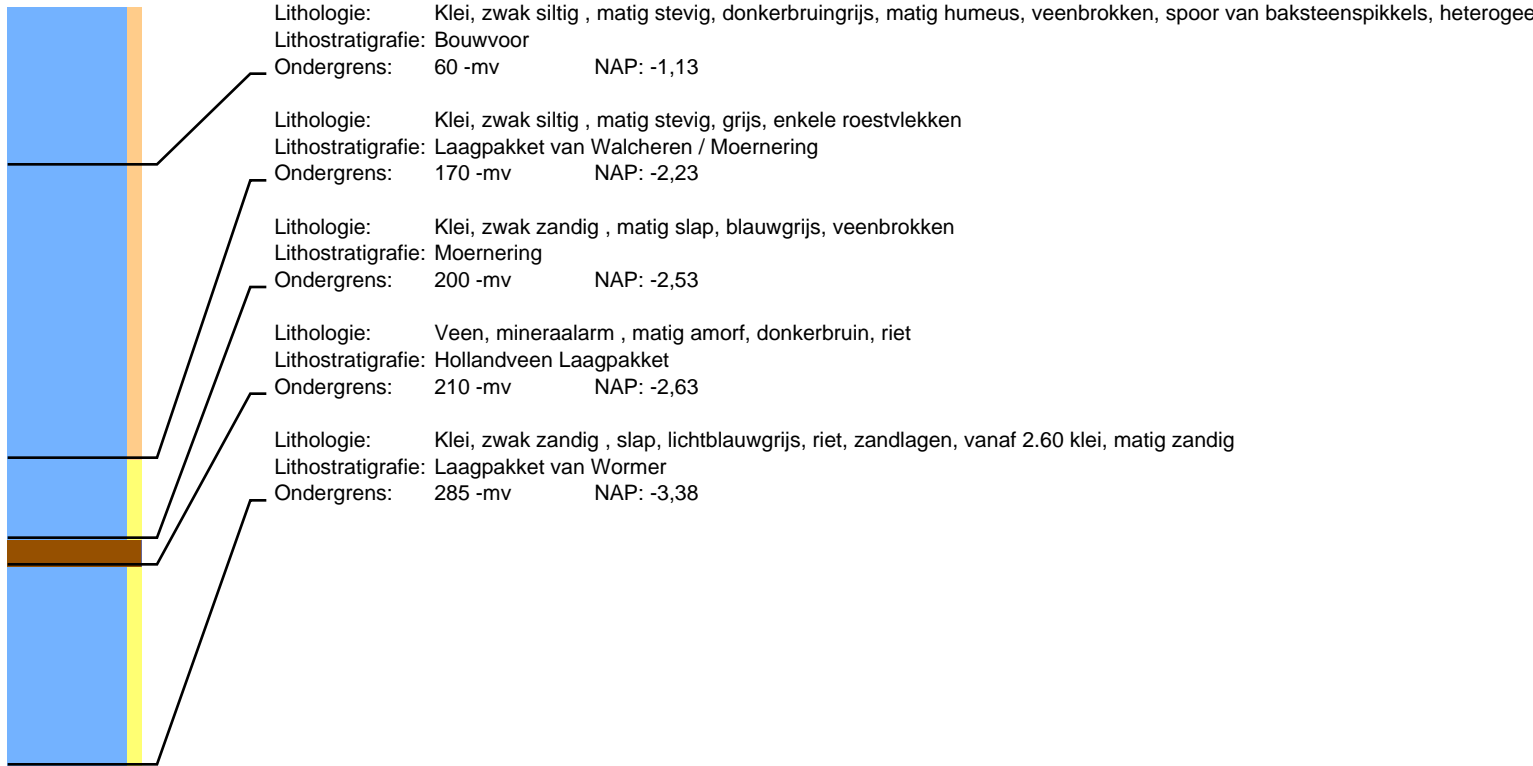 Lithologie: Klei, zwak siltig , matig stevig, donkerbruingrijs, matig humeus, veenbrokken, spoor van baksteenspikkels, heterogee
Lithostratigrafie: Bouwvoor
Ondergrens: 60 -mv NAP: -1,13
Lithologie: Klei, zwak siltig , matig stevig, grijs, enkele roestvlekken
Lithostratigrafie: Laagpakket van Walcheren / Moernering
Ondergrens: 170 -mv NAP: -2,23
Lithologie: Klei, zwak zandig , matig slap, blauwgrijs, veenbrokken
Lithostratigrafie: Moernering
Ondergrens: 200 -mv NAP: -2,53
Lithologie: Veen, mineraalarm , matig amorf, donkerbruin, riet
Lithostratigrafie: Hollandveen Laagpakket
Ondergrens: 210 -mv NAP: -2,63
Lithologie: Klei, zwak zandig , slap, lichtblauwgrijs, riet, zandlagen, vanaf 2.60 klei, matig zandig
Lithostratigrafie: Laagpakket van Wormer
Ondergrens: 285 -mv NAP: -3,38